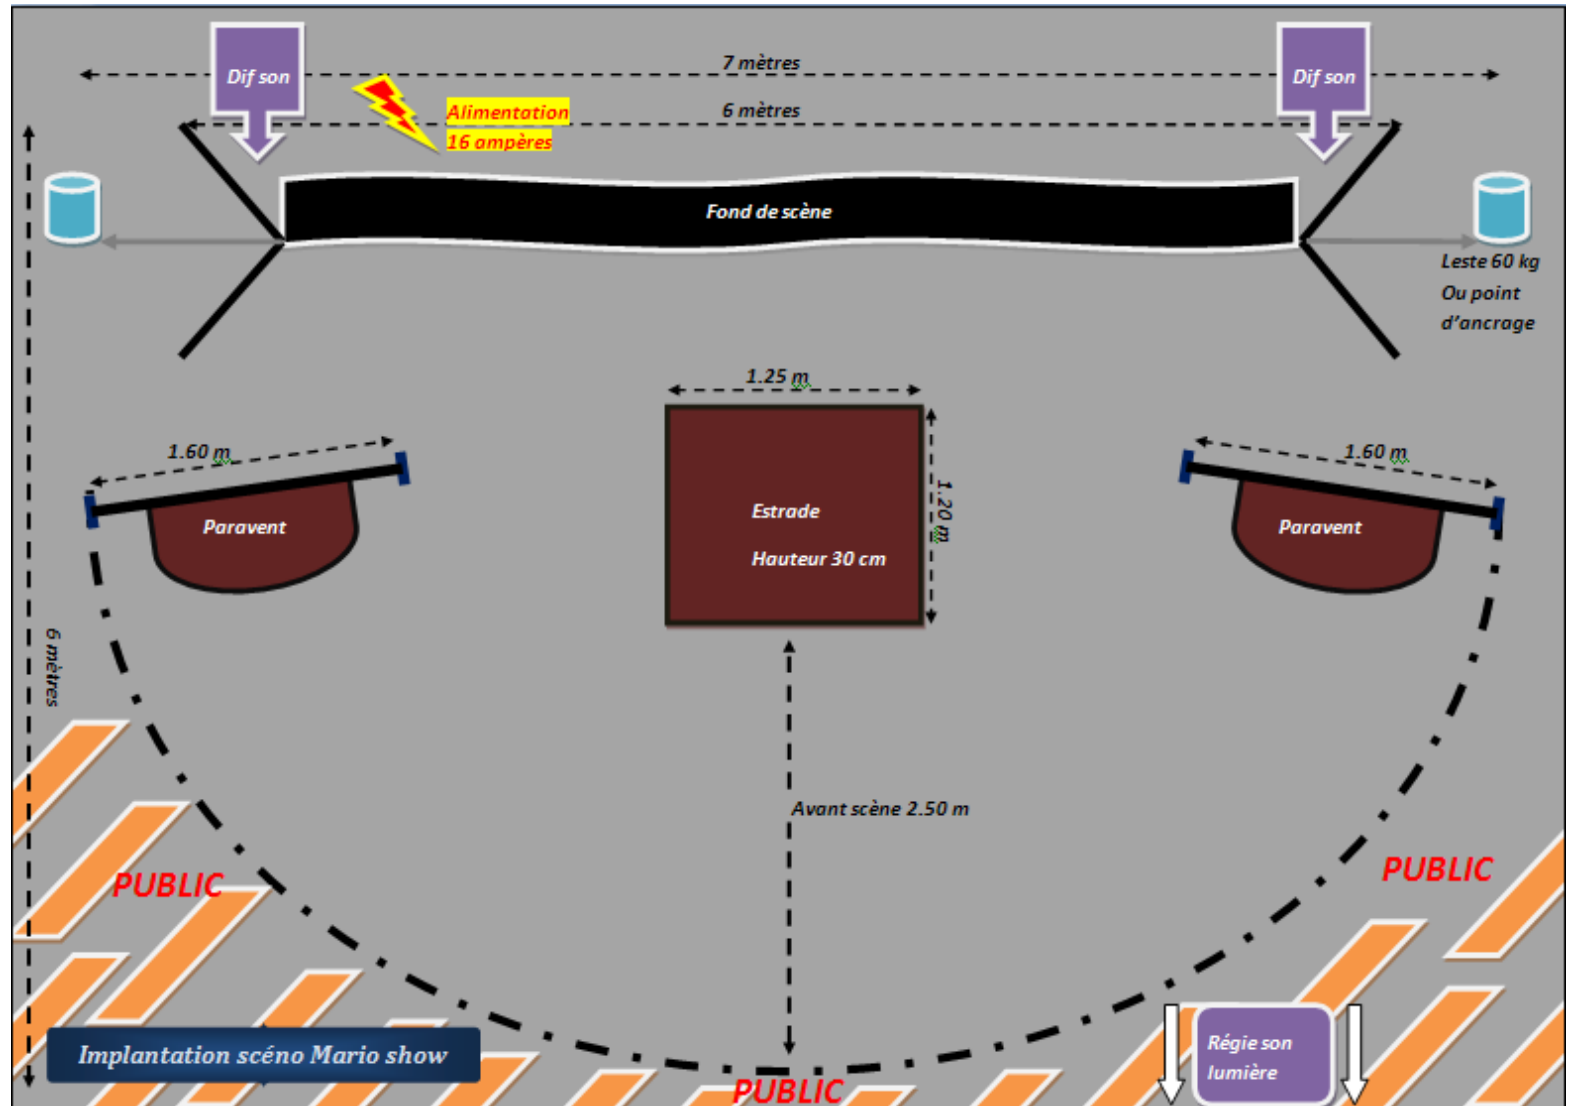 7 mètres
Dif son
Dif son
Alimentation
16 ampères
6 mètres
Fond de scène
Leste 60 kg
Ou point
d'ancrage
1.25 m
1.60 m
1.60 m
1.20 m
Paravent
Estrade
Hauteur 30 cm
Paravent
6 mètres
Avant scène 2.50 m
PUBLIC
PUBLIC
Implantation scéno Mario show
Régie son
lumière
PUBLIC